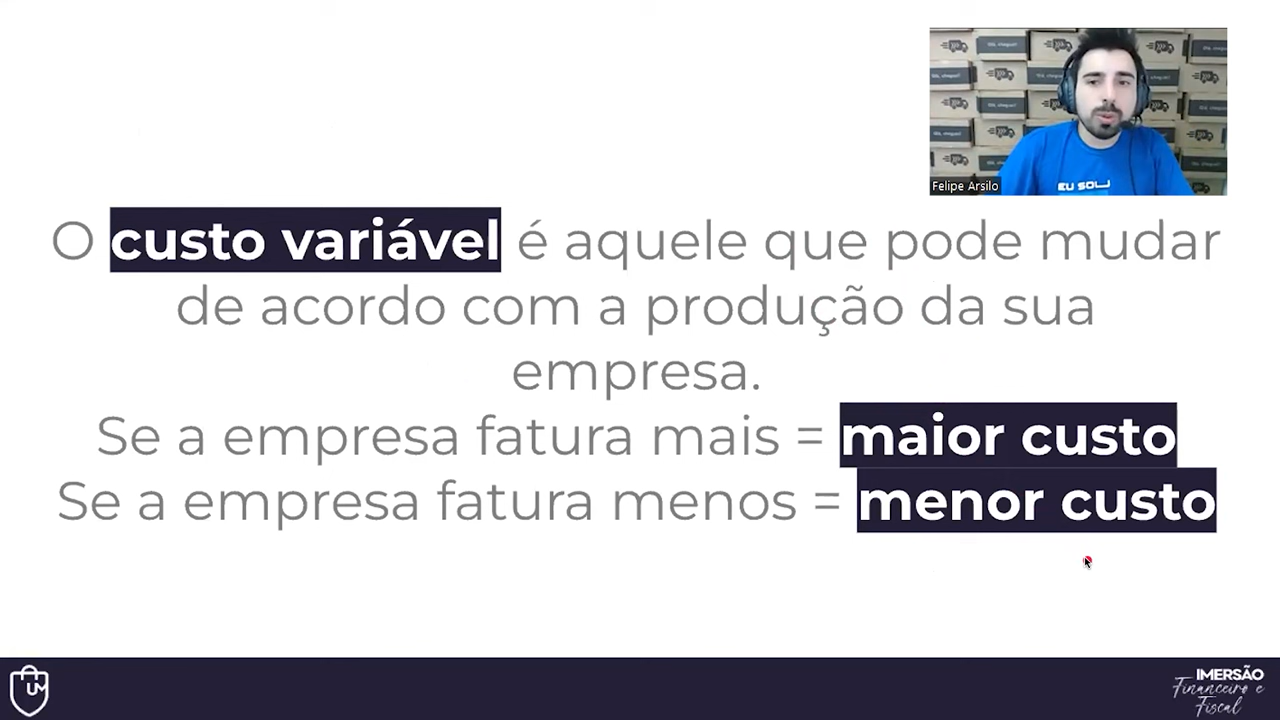 Felipe Arsilo
EU SOU
O custo variável é aquele que pode mudar
de acordo com a produção da sua
empresa.
Se a empresa fatura mais = maior custo
Se a empresa fatura menos = menor custo
UM
IMERSÃO
Financeiro e
Fiscal